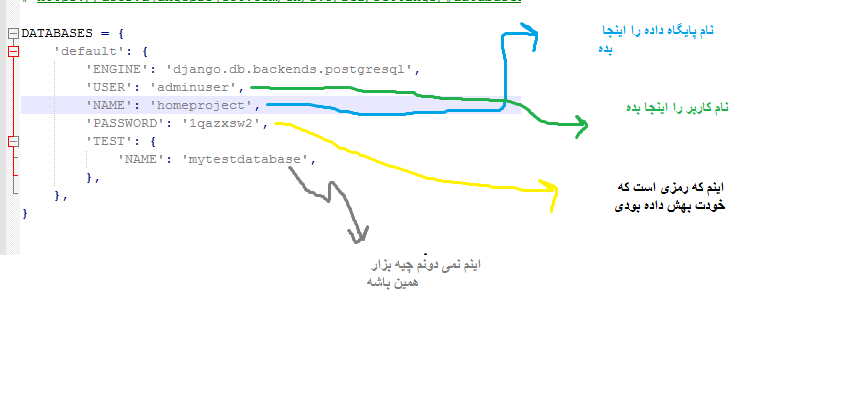 DATABASES = {
'default': {
'ENGINE': 'django.db.backends.postgresql',
'USER': 'adminuser',
'NAME': 'homeproject',
'PASSWORD': '1qazxsw2',
'TEST': {
'NAME': 'mytestdatabase',
},
},
}
نام پایگاه داده را اینجا
بده
نام کاربر را اینجا بده
اینم که رمزی است که
خودت بهش داده بودی
اینم نمی دونم چیه بزار
همین باشه